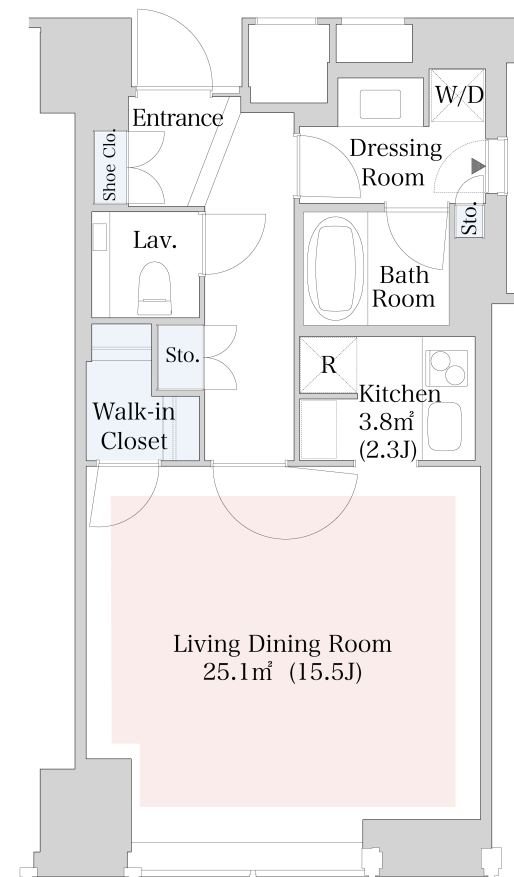 W/D
Entrance
Shoe Clo.
Dressing
Room
Sto.
Lav.
Bath
Room
Sto.
R
Kitchen
3.8㎡
(2.3J)
Walk-in
Closet
Living Dining Room
25.1㎡ (15.5J)